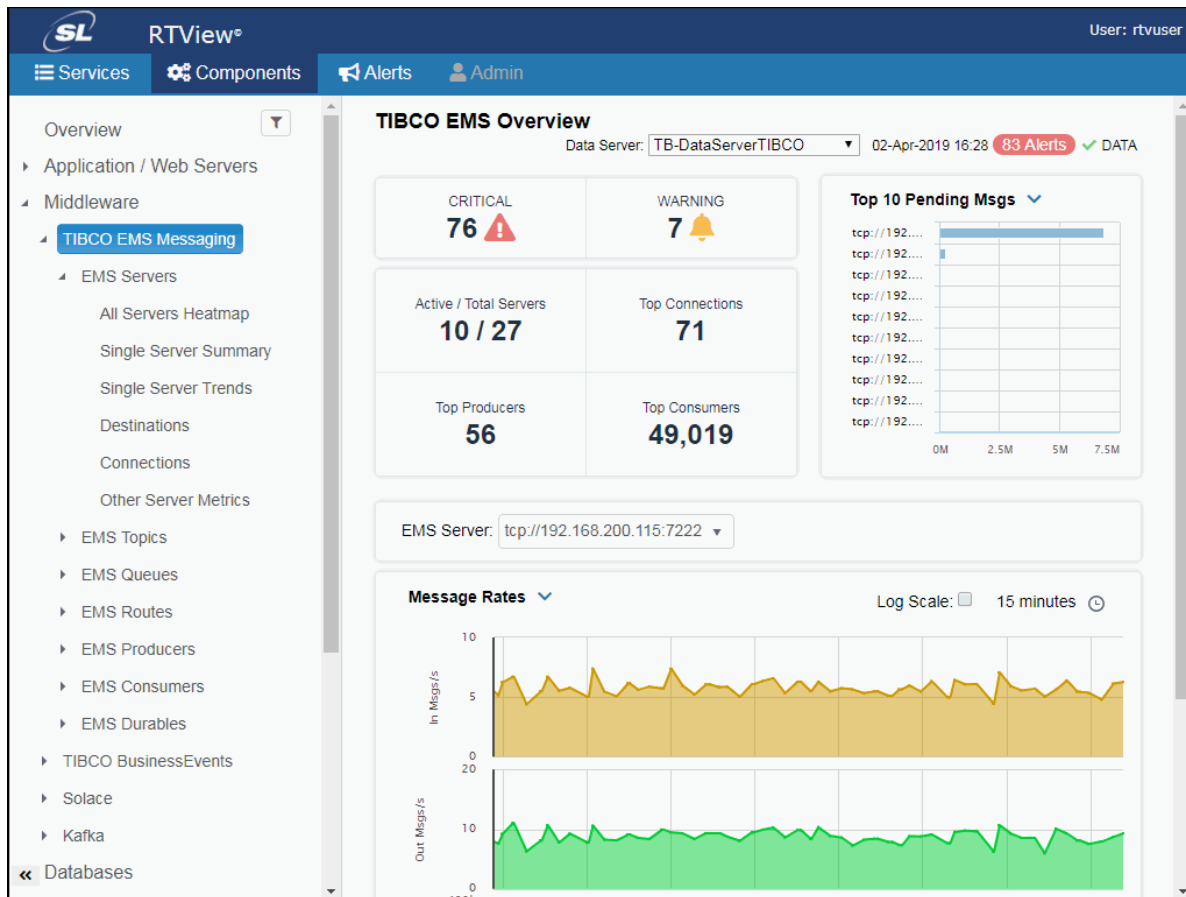 SL RTView® User: rtvuser
Services Components Alerts Admin
Overview
Application / Web Servers
Middleware
TIBCO EMS Messaging
EMS Servers
All Servers Heatmap
Single Server Summary
Single Server Trends
Destinations
Connections
Other Server Metrics
EMS Topics
EMS Queues
EMS Routes
EMS Producers
EMS Consumers
EMS Durables
TIBCO BusinessEvents
Solace
Kafka
« Databases
TIBCO EMS Overview
Data Server: TB-DataServerTIBCO 02-Apr-2019 16:28 83 Alerts DATA
CRITICAL
76
WARNING
7
Active / Total Servers
10 / 27
Top Connections
71
Top Producers
56
Top Consumers
49,019
Top 10 Pending Msgs
tcp://192....
tcp://192....
tcp://192....
tcp://192....
tcp://192....
tcp://192....
tcp://192....
tcp://192....
tcp://192....
tcp://192....
0M 2.5M 5M 7.5M
EMS Server: tcp://192.168.200.115:7222
Message Rates Log Scale: 15 minutes
In Msgs/s
10
5
0
Out Msgs/s
20
10
0